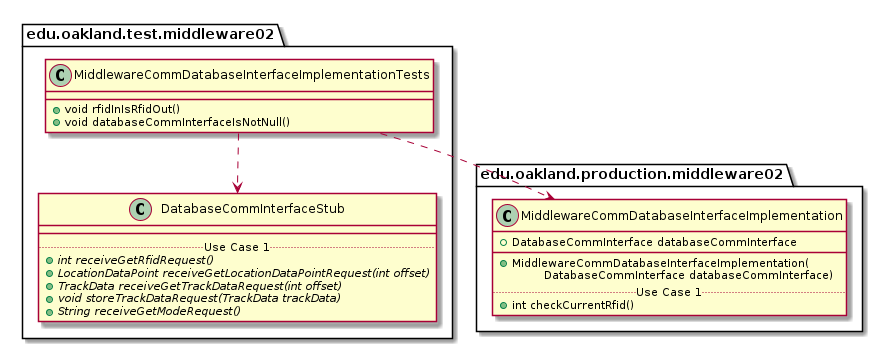 edu.oakland.test.middleware02
C MiddlewareCommDatabaseInterfaceImplementationTests
void rfidInIsRfidOut()
void databaseCommInterfaceIsNotNull()
C DatabaseCommInterfaceStub
Use Case 1
int receiveGetRfidRequest()
LocationDataPoint receiveGetLocationDataPointRequest(int offset)
TrackData receiveGetTrackDataRequest(int offset)
void storeTrackDataRequest(TrackData trackData)
String receiveGetModeRequest()
edu.oakland.production.middleware02
C MiddlewareCommDatabaseInterfaceImplementation
DatabaseCommInterface databaseCommInterface
MiddlewareCommDatabaseInterfaceImplementation(
DatabaseCommInterface databaseCommInterface)
Use Case 1
int checkCurrentRfid()